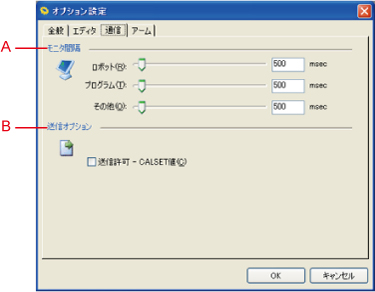 オプション設定
全般 エディタ 通信 アーム
A
モニタ間隔
ロボット(R): 500 msec
プログラム(T): 500 msec
その他(O): 500 msec
B
送信オプション
送信許可 - CALSET値(C)
OK キャンセル